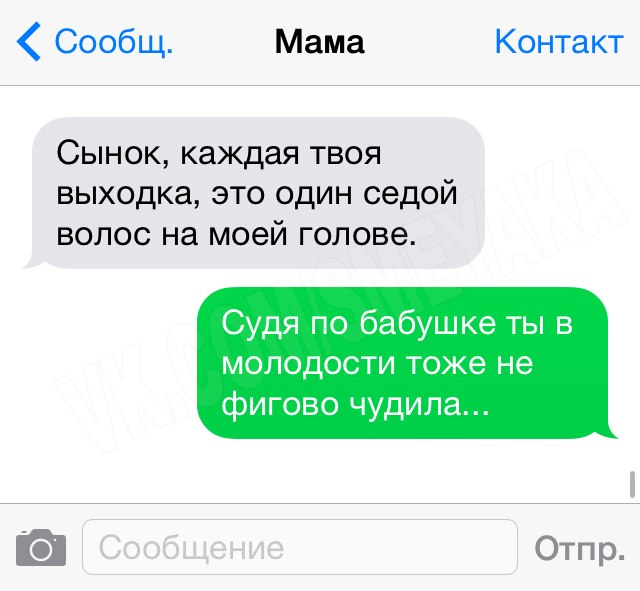 Сообщ. Мама Контакт
Сынок, каждая твоя
выходка, это один седой
волос на моей голове.
Судя по бабушке ты в
молодости тоже не
фигово чудила...
VK.COM/SMEYAKA
Сообщение Отпр.